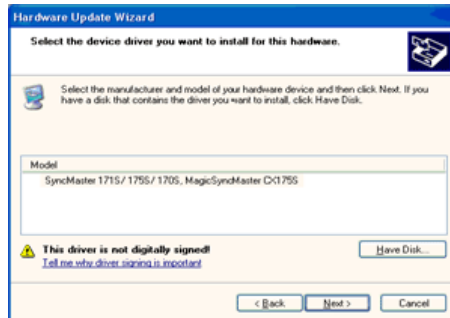 Hardware Update Wizard
Select the device driver you want to install for this hardware.
Select the manufacturer and model of your hardware device and then click Next. If you
have a disk that contains the driver you want to install, click Have Disk.
Model
SyncMaster 171S/ 175S/ 170S, MagicSyncMaster CX175S
This driver is not digitally signed!
Tell me why driver signing is important
Have Disk...
< Back
Next >
Cancel